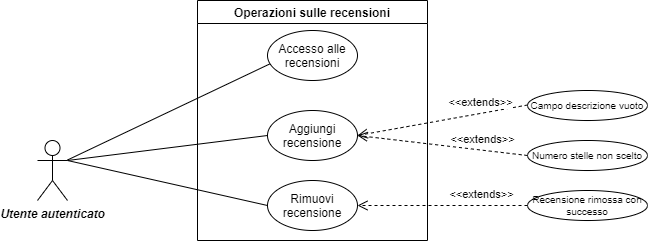 Operazioni sulle recensioni
Accesso alle
recensioni
<<extends>>
Campo descrizione vuoto
Aggiungi
recensione
<<extends>>
Numero stelle non scelto
Utente autenticato
Rimuovi
recensione
<<extends>>
Recensione rimossa con
successo